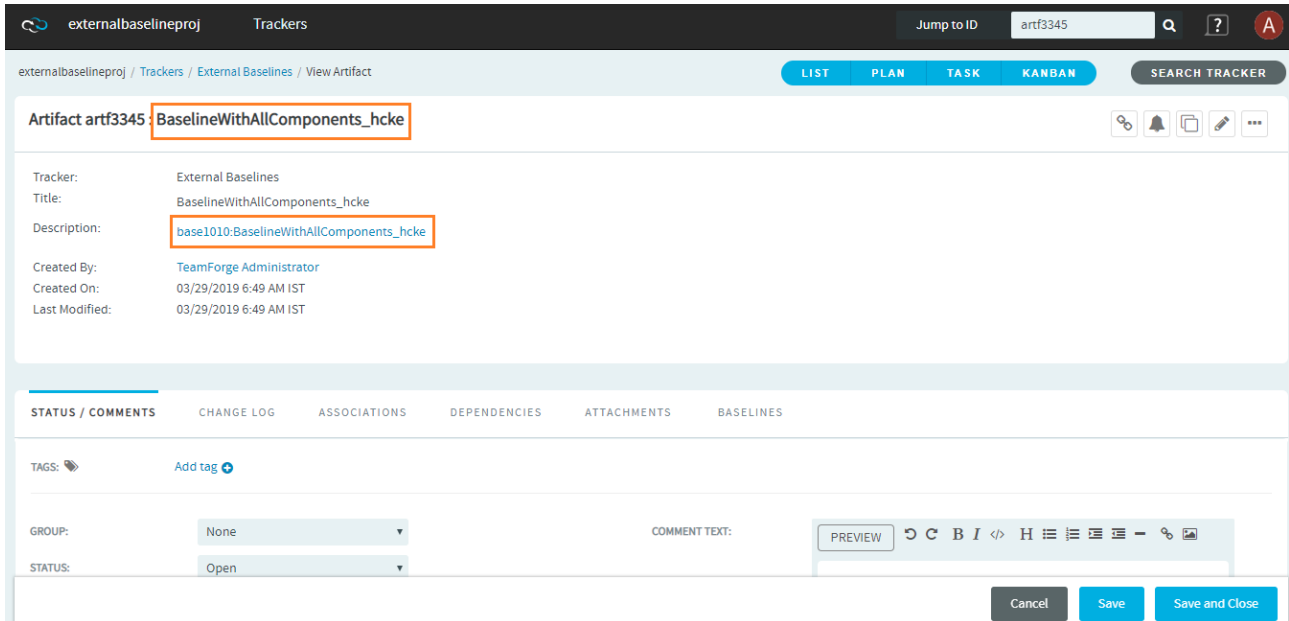 externalbaselineproj Trackers Jump to ID artf3345 ? A
externalbaselineproj / Trackers / External Baselines / View Artifact LIST PLAN TASK KANBAN SEARCH TRACKER
Artifact artf3345 : BaselineWithAllComponents_hcke
Tracker: External Baselines
Title: BaselineWithAllComponents_hcke
Description: base1010:BaselineWithAllComponents_hcke
Created By: TeamForge Administrator
Created On: 03/29/2019 6:49 AM IST
Last Modified: 03/29/2019 6:49 AM IST
STATUS / COMMENTS CHANGE LOG ASSOCIATIONS DEPENDENCIES ATTACHMENTS BASELINES
TAGS: Add tag
GROUP: None COMMENT TEXT: PREVIEW B I </> H
STATUS: Open
Cancel Save Save and Close